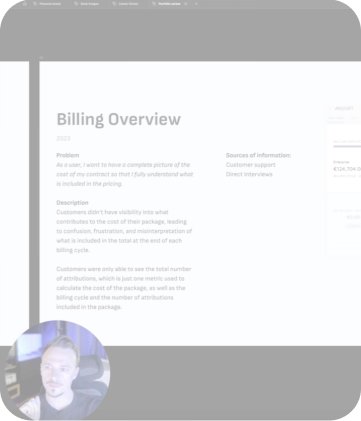 Billing Overview
2023
Problem
As a user, I want to have a complete picture of the
cost of my contract so that I fully understand what
is included in the pricing.
Sources of information:
Customer support
Direct interviews
Description
Customers didn't have visibility into what
contributes to the cost of their package, leading
to confusion, frustration, and misinterpretation of
what is included in the total at the end of each
billing cycle.
Customers were only able to see the total number
of attributes, which is just one metric used to
calculate the cost of the package, as well as the
billing cycle and the number of attributes
included in the package.